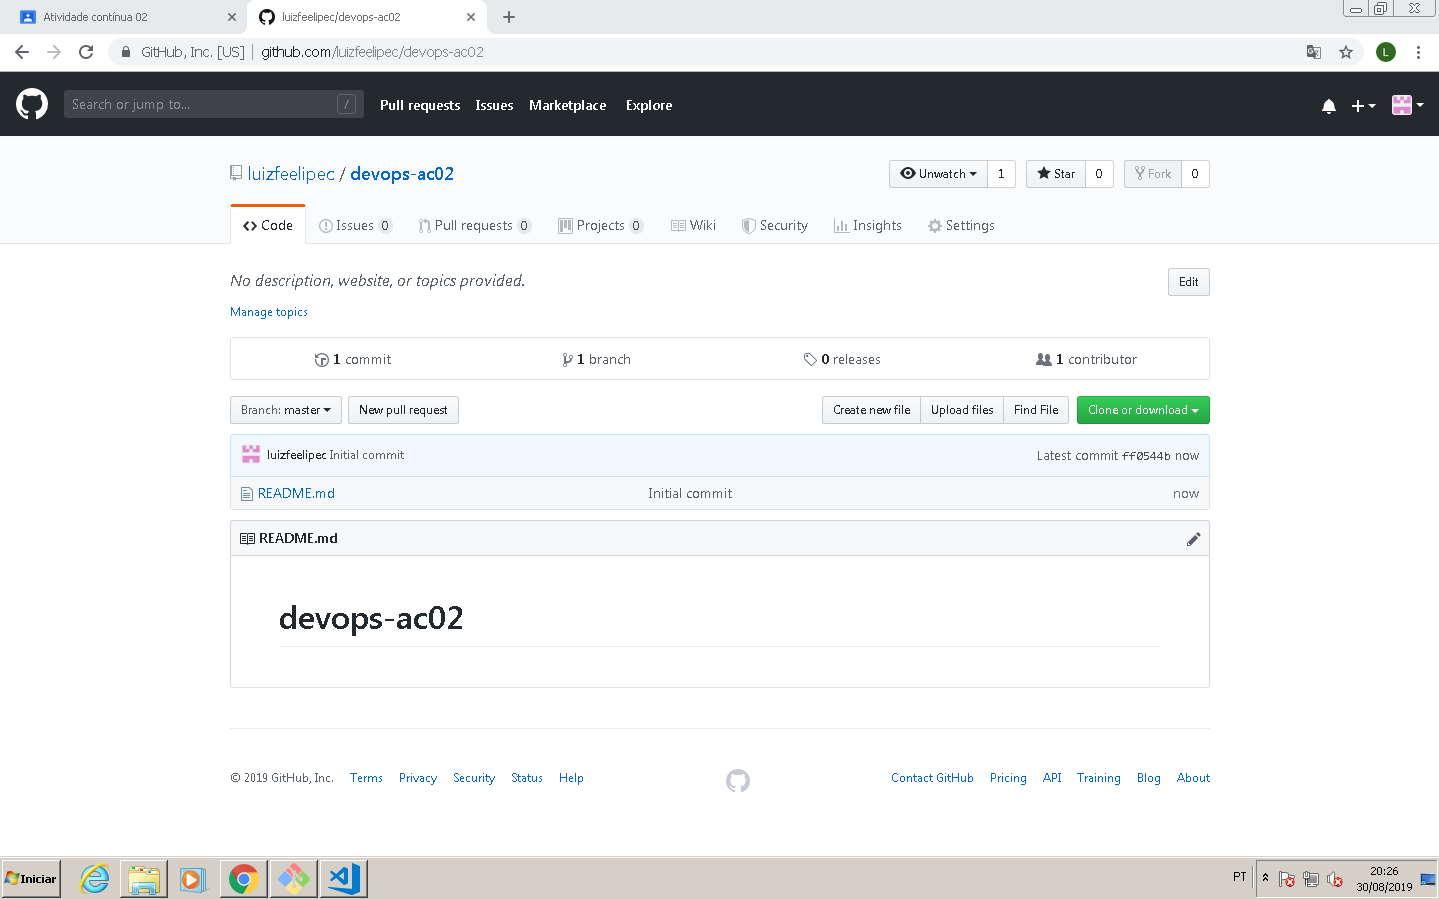 Atividade contínua 02
luizfeelipec/devops-ac02
GitHub, Inc. [US] | github.com/luizfeelipec/devops-ac02
L
Search or jump to... /
Pull requests Issues Marketplace Explore
luizfeelipec / devops-ac02
Unwatch 1 Star 0 Fork 0
Code Issues 0 Pull requests 0 Projects 0 Wiki Security Insights Settings
No description, website, or topics provided. Edit
Manage topics
1 commit 1 branch 0 releases 1 contributor
Branch: master New pull request Create new file Upload files Find File Clone or download
luizfeelipec Initial commit Latest commit ff0544b now
README.md Initial commit now
README.md
devops-ac02
© 2019 GitHub, Inc. Terms Privacy Security Status Help Contact GitHub Pricing API Training Blog About
Iniciar PT 20:26
30/08/2019